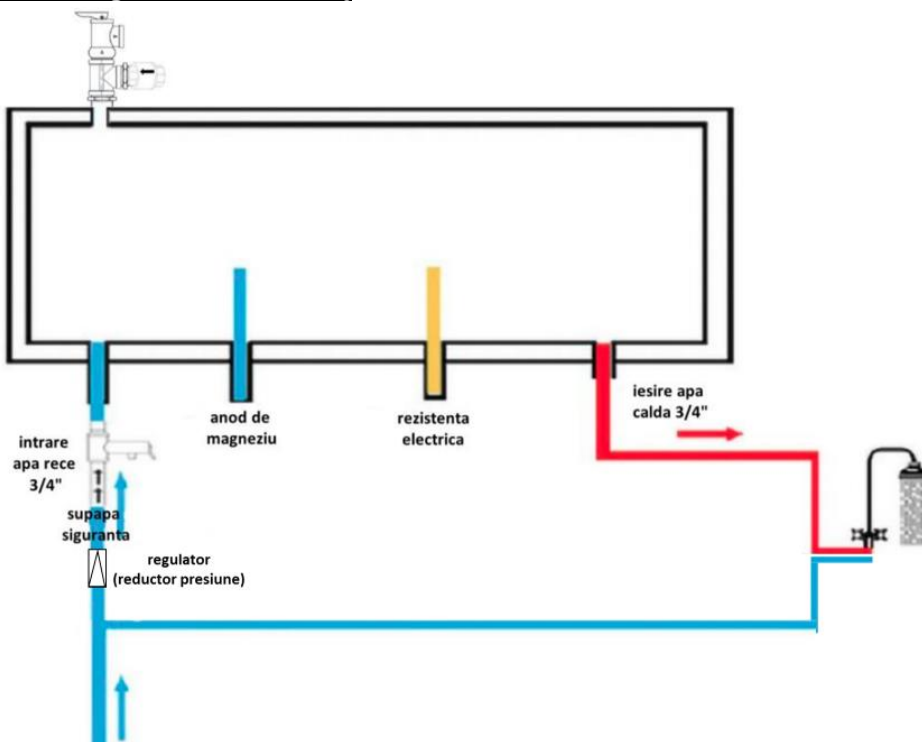 anod de
magneziu
rezistenta
electrica
iesire apa
calda 3/4"
intrare
apa rece
3/4"
supapa
siguranta
regulator
(reductor presiune)